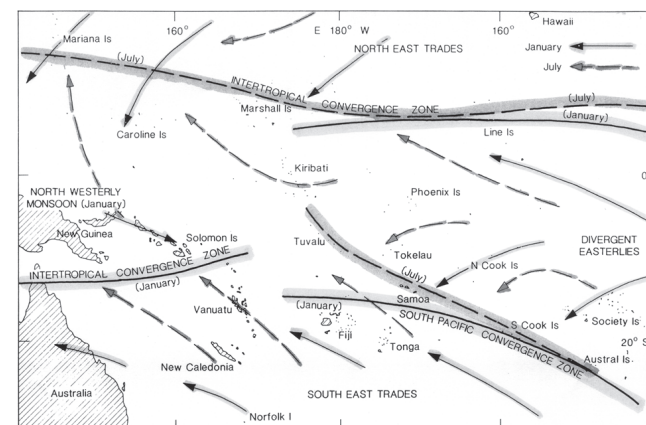 160°
E 180° W
160°
Hawaii
Mariana Is
(July)
NORTH EAST TRADES
January
July
INTERTROPICAL CONVERGENCE ZONE
(July)
Marshall Is
(January)
Caroline Is
Line Is
Kiribati
0
NORTH WESTERLY
MONSOON (January)
Phoenix Is
New Guinea
Solomon Is
Tuvalu
Tokelau
DIVERGENT
EASTERLIES
INTERTROPICAL CONVERGENCE ZONE
(January)
(July)
N Cook Is
(January)
Samoa
Vanuatu
SOUTH PACIFIC CONVERGENCE ZONE
S Cook Is
Society Is
Fiji
Tonga
20° S
Austral Is
New Caledonia
Australia
SOUTH EAST TRADES
Norfolk I